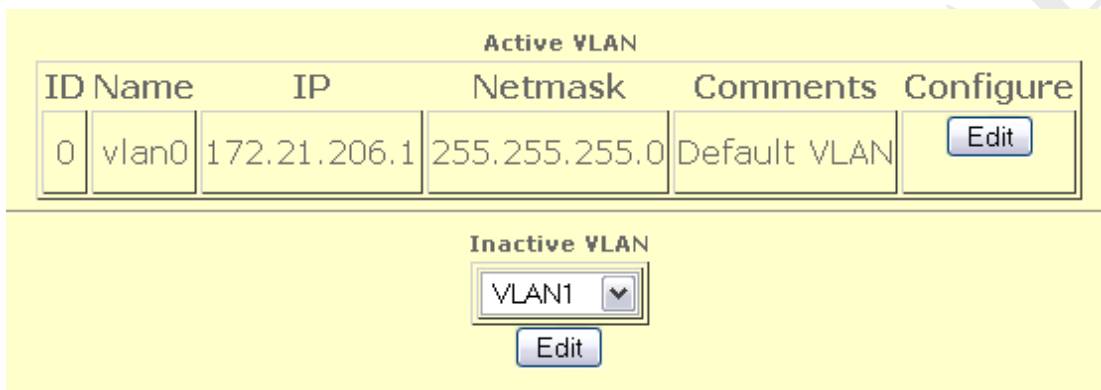 Active VLAN
ID Name IP Netmask Comments Configure
0 vlan0 172.21.206.1 255.255.255.0 Default VLAN Edit
Inactive VLAN
VLAN1
Edit